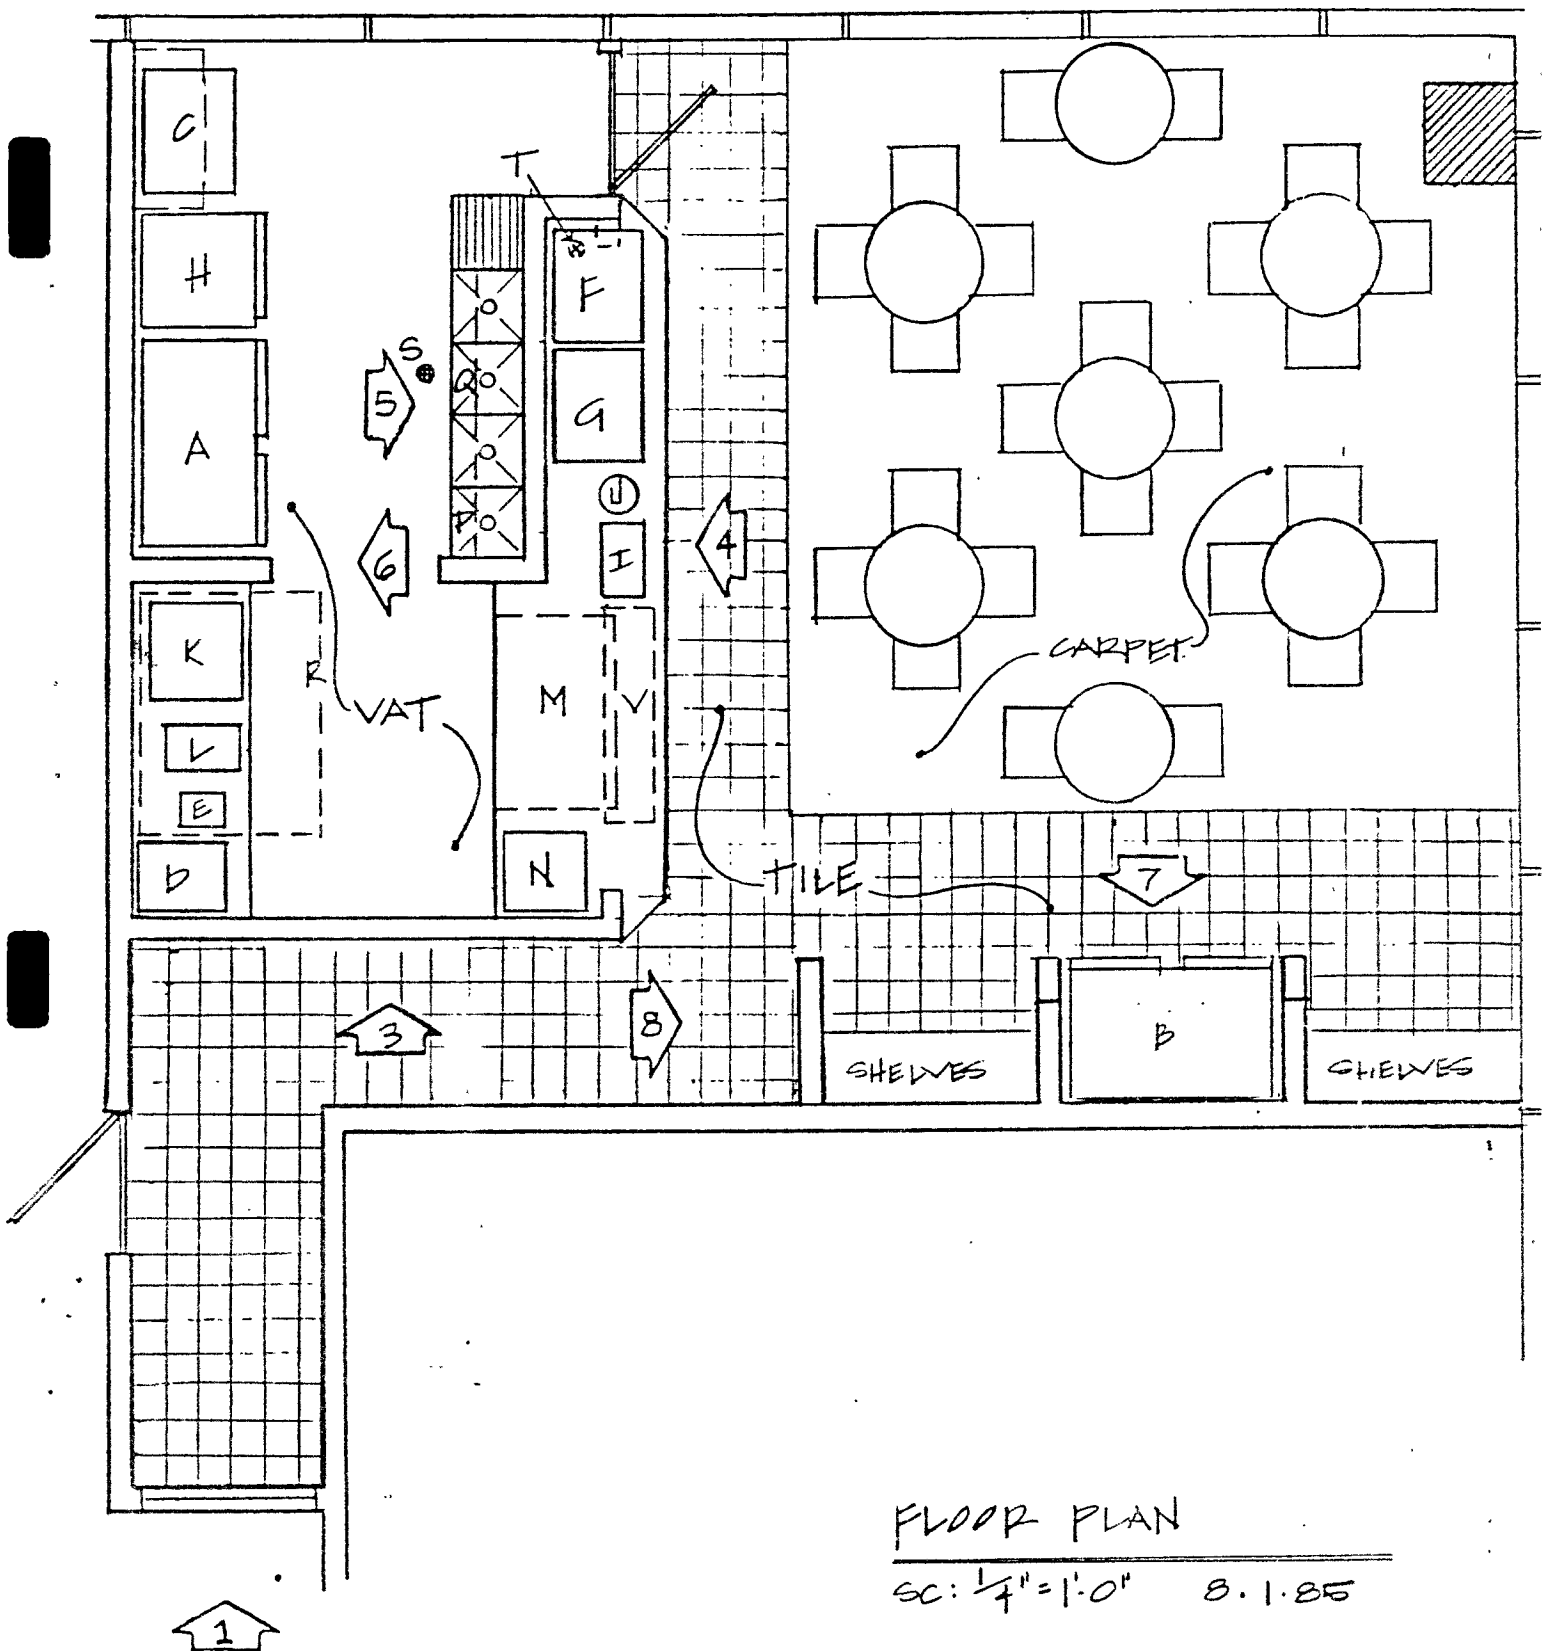 C
T
H
F
S
5
Q
G
A
U
P
4
I
6
K
R
M
V
CARPET
VAT
L
E
D
N
TILE
7
3
8
B
SHELVES
SHELVES
FLOOR PLAN
SC: 1/4" = 1'-0" 8.1.85
1